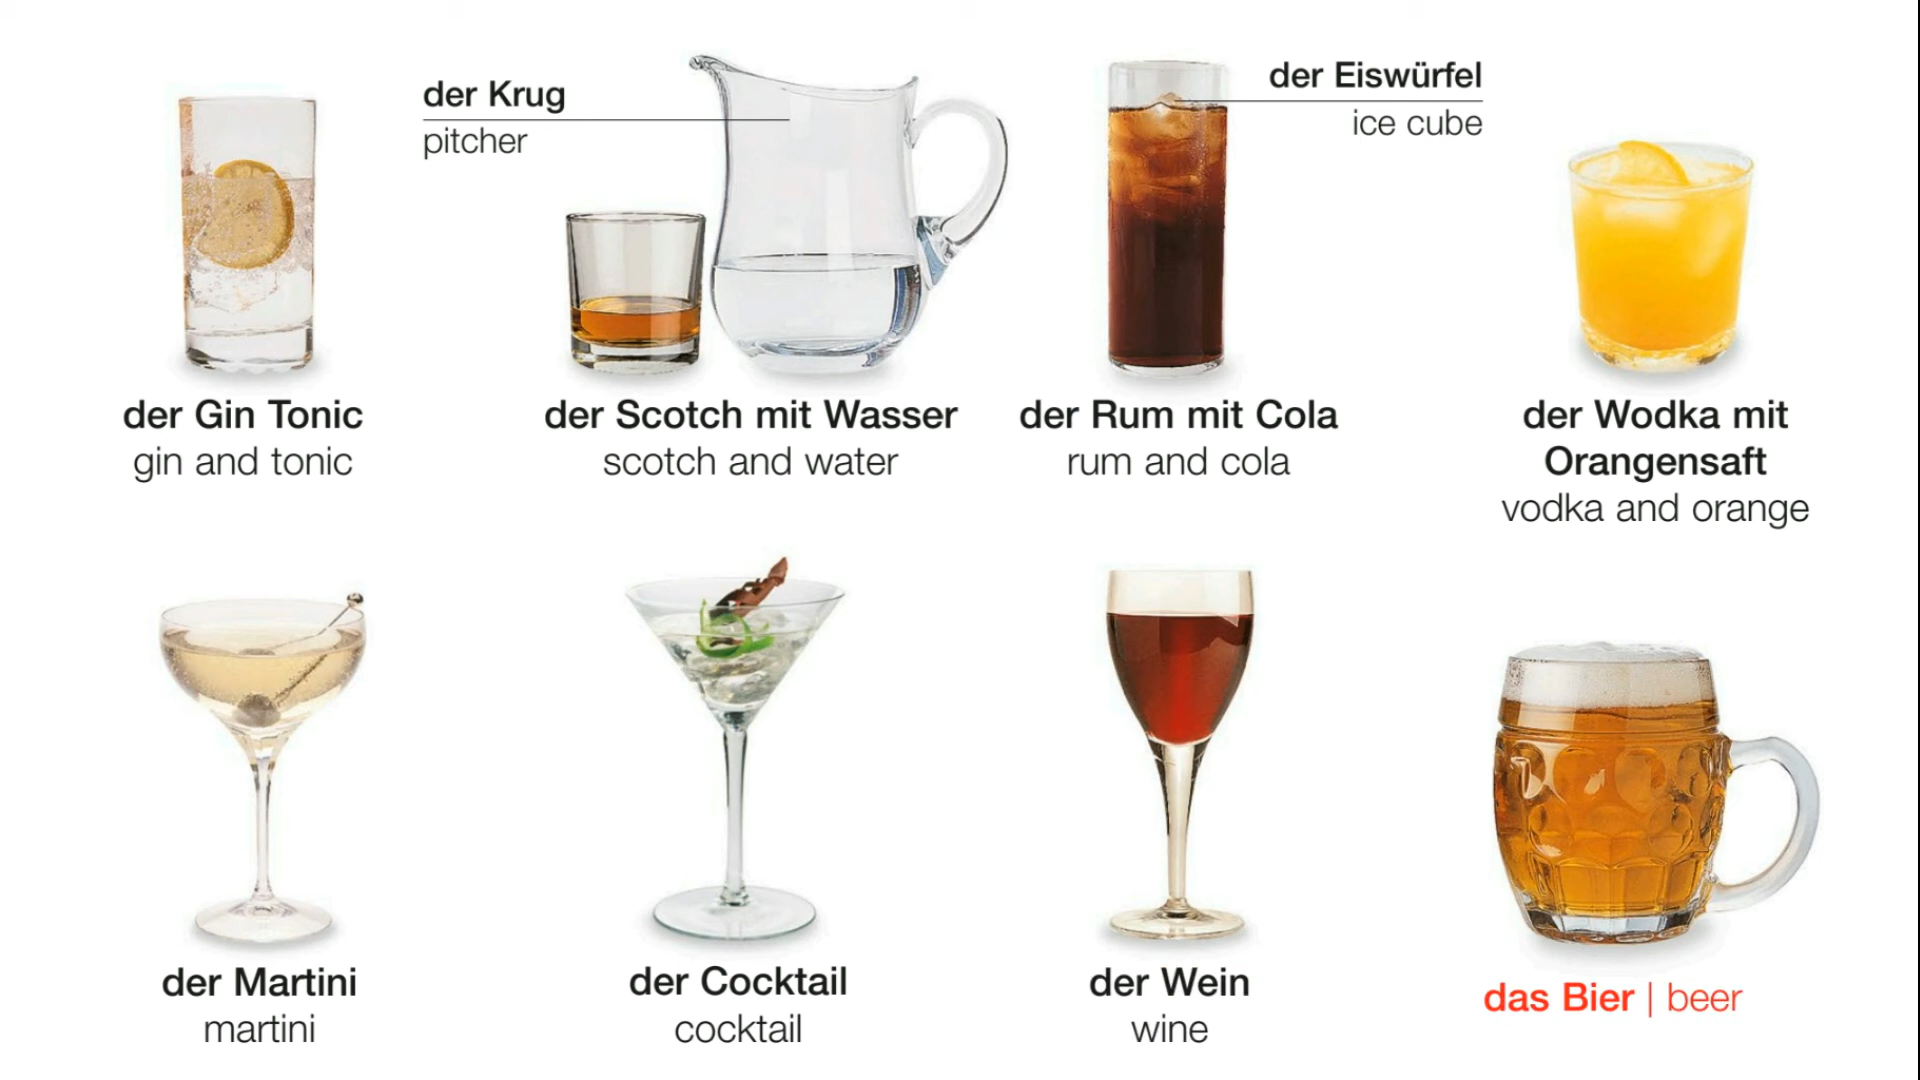 der Krug
pitcher
der Eiswürfel
ice cube
der Gin Tonic
gin and tonic
der Scotch mit Wasser
scotch and water
der Rum mit Cola
rum and cola
der Wodka mit
Orangensaft
vodka and orange
der Martini
martini
der Cocktail
cocktail
der Wein
wine
das Bier | beer